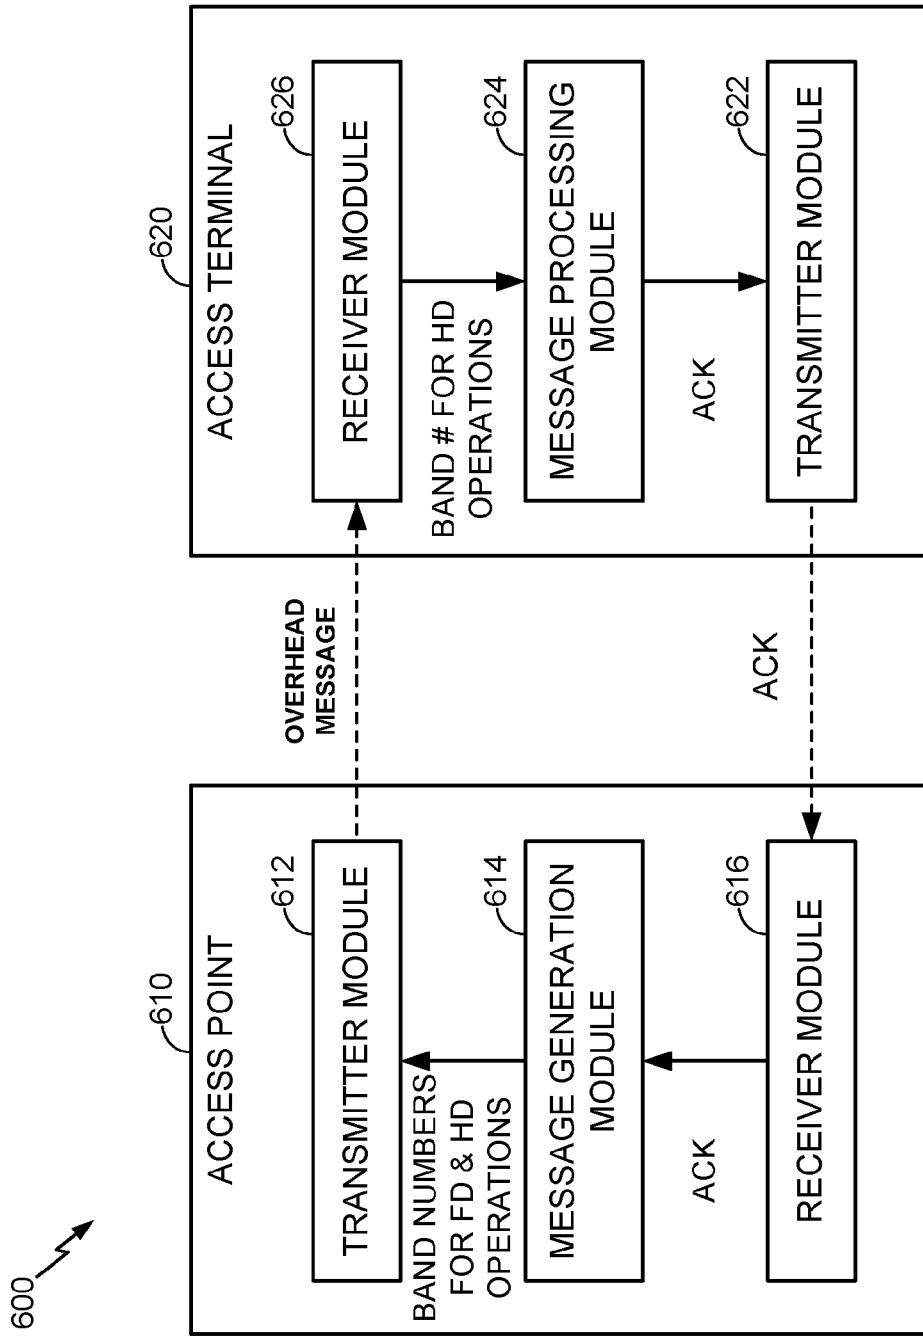 600
610
ACCESS POINT
612
TRANSMITTER MODULE
BAND NUMBERS
FOR FD & HD
OPERATIONS
614
MESSAGE GENERATION
MODULE
ACK
616
RECEIVER MODULE
OVERHEAD
MESSAGE
ACK
620
ACCESS TERMINAL
626
RECEIVER MODULE
BAND # FOR HD
OPERATIONS
624
MESSAGE PROCESSING
MODULE
ACK
622
TRANSMITTER MODULE